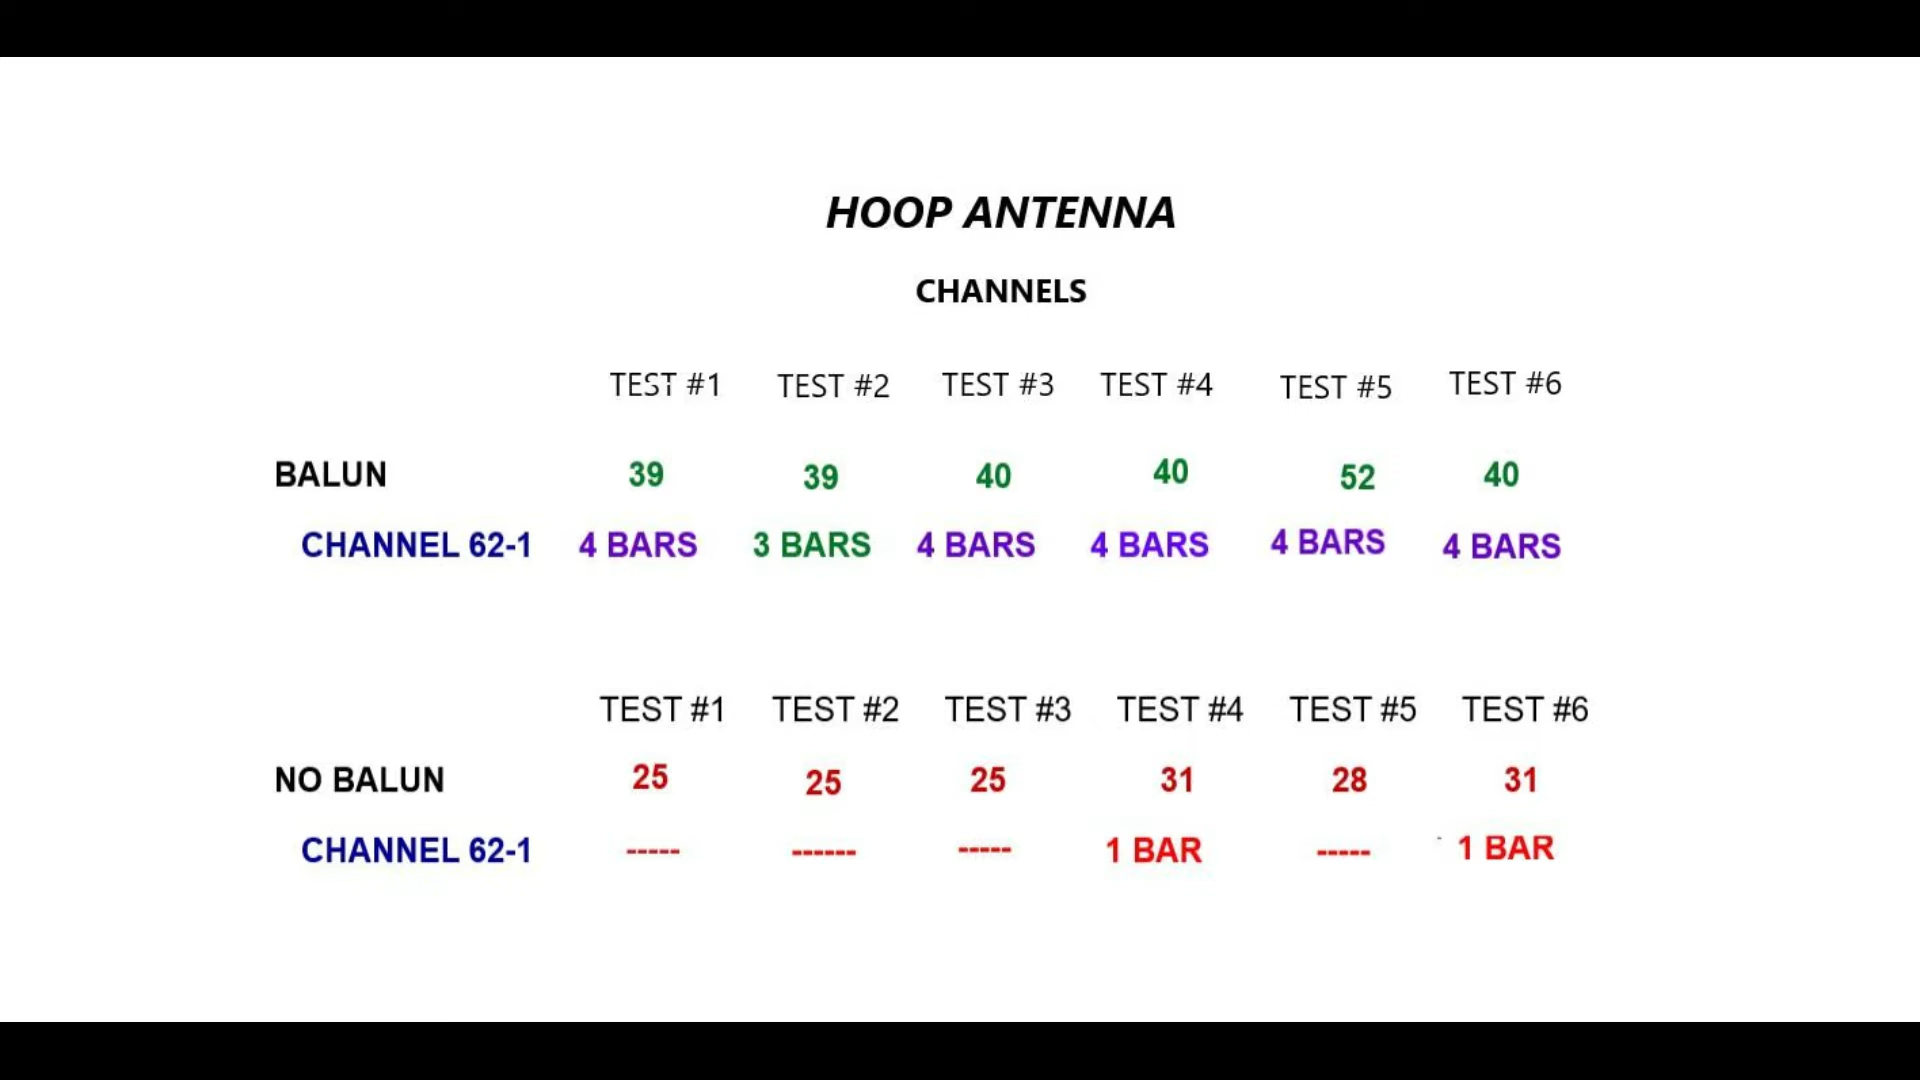 HOOP ANTENNA
CHANNELS
TEST #1 TEST #2 TEST #3 TEST #4 TEST #5 TEST #6
BALUN 39 39 40 40 52 40
CHANNEL 62-1 4 BARS 3 BARS 4 BARS 4 BARS 4 BARS 4 BARS
TEST #1 TEST #2 TEST #3 TEST #4 TEST #5 TEST #6
NO BALUN 25 25 25 31 28 31
CHANNEL 62-1 ----- ------ ----- 1 BAR ----- 1 BAR